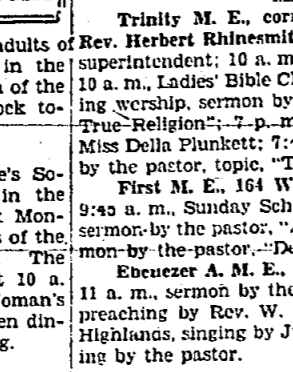 adults of
in the
of the
ock to-
e's So-
in the
Mon-
s of the
The
10 a.
oman's
en din-
g.
Trinity M. E., cor
Rev. Herbert Rhinesmit
superintendent; 10 a. m
10 a. m., Ladies' Bible Cl
ing worship, sermon by
True Religion"; 7 p. m
Miss Della Plunkett; 7:
by the pastor, topic, "T
First M. E., 164 W
9:45 a. m., Sunday Sch
sermon by the pastor, "
mon by the pastor, "De
Ebenezer A. M. E.,
11 a. m., sermon by the
preaching by Rev. W.
Highlands, singing by J
ing by the pastor.